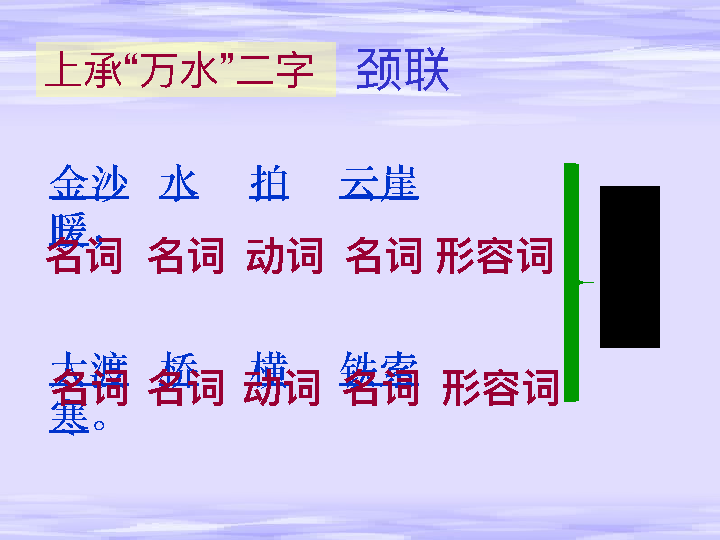 上承“万水”二字 颈联
金沙 水 拍 云崖
暖，
名词 名词 动词 名词 形容词
大渡 桥 横 铁索
名词 名词 动词 名词 形容词
寒。